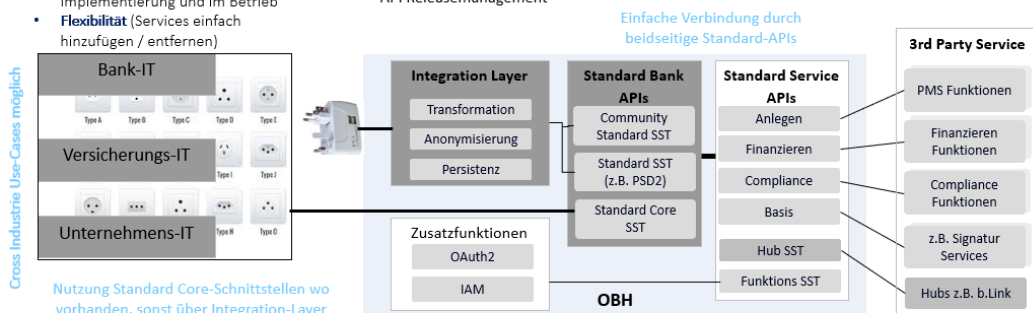 Implementierung und im Betrieb
• Flexibilität (Services einfach
hinzufügen / entfernen)
API Releasemanagement
Einfache Verbindung durch
beidseitige Standard-APIs
Cross Industrie Use-Cases möglich
Bank-IT
Type A
Type B
Type C
Type D
Type E
Versicherungs-IT
Type I
Type J
Unternehmens-IT
Type N
Type O
Nutzung Standard Core-Schnittstellen wo
vorhanden, sonst über Integration-Layer
Integration Layer
Transformation
Anonymisierung
Persistenz
Zusatzfunktionen
OAuth2
IAM
Standard Bank
APIs
Community
Standard SST
Standard SST
(z.B. PSD2)
Standard Core
SST
OBH
Standard Service
APIs
Anlegen
Finanzieren
Compliance
Basis
Hub SST
Funktions SST
3rd Party Service
PMS Funktionen
Finanzieren
Funktionen
Compliance
Funktionen
z.B. Signatur
Services
Hubs z.B. b.Link